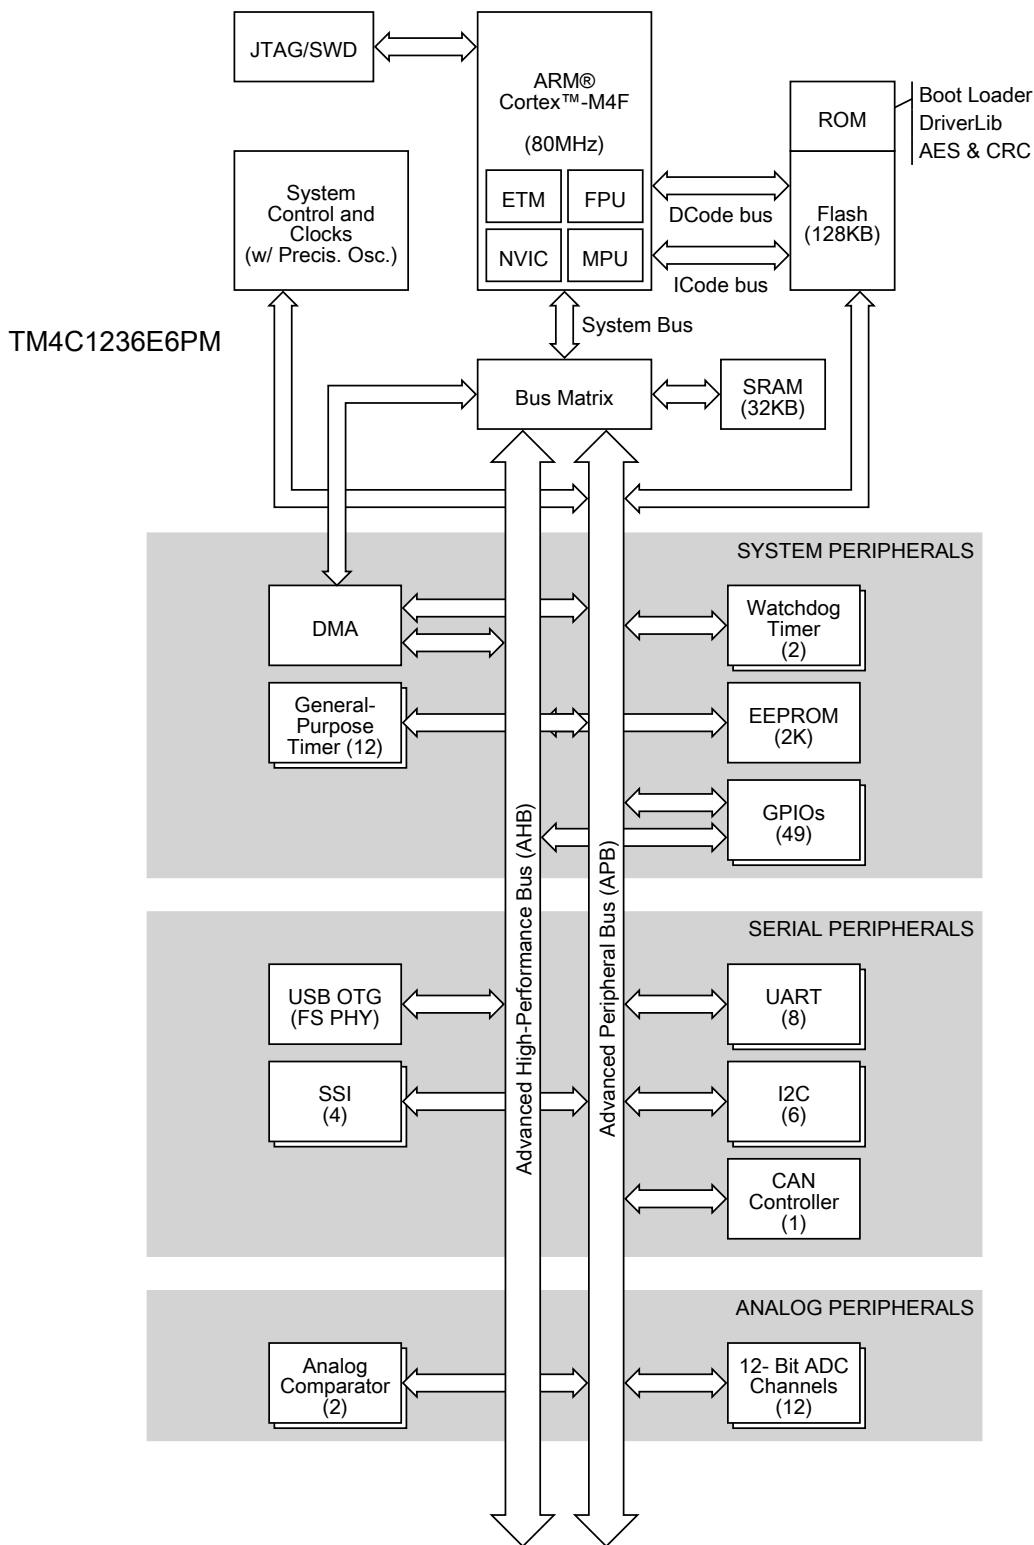 JTAG/SWD
ARM®
Cortex™-M4F
(80MHz)
ETM
FPU
NVIC
MPU
ROM
Boot Loader
DriverLib
AES & CRC
Flash
(128KB)
DCode bus
ICode bus
System
Control and
Clocks
(w/ Precis. Osc.)
System Bus
TM4C1236E6PM
Bus Matrix
SRAM
(32KB)
SYSTEM PERIPHERALS
DMA
Watchdog
Timer
(2)
General-
Purpose
Timer (12)
EEPROM
(2K)
GPIOs
(49)
Advanced High-Performance Bus (AHB)
Advanced Peripheral Bus (APB)
SERIAL PERIPHERALS
USB OTG
(FS PHY)
UART
(8)
SSI
(4)
I2C
(6)
CAN
Controller
(1)
ANALOG PERIPHERALS
Analog
Comparator
(2)
12- Bit ADC
Channels
(12)